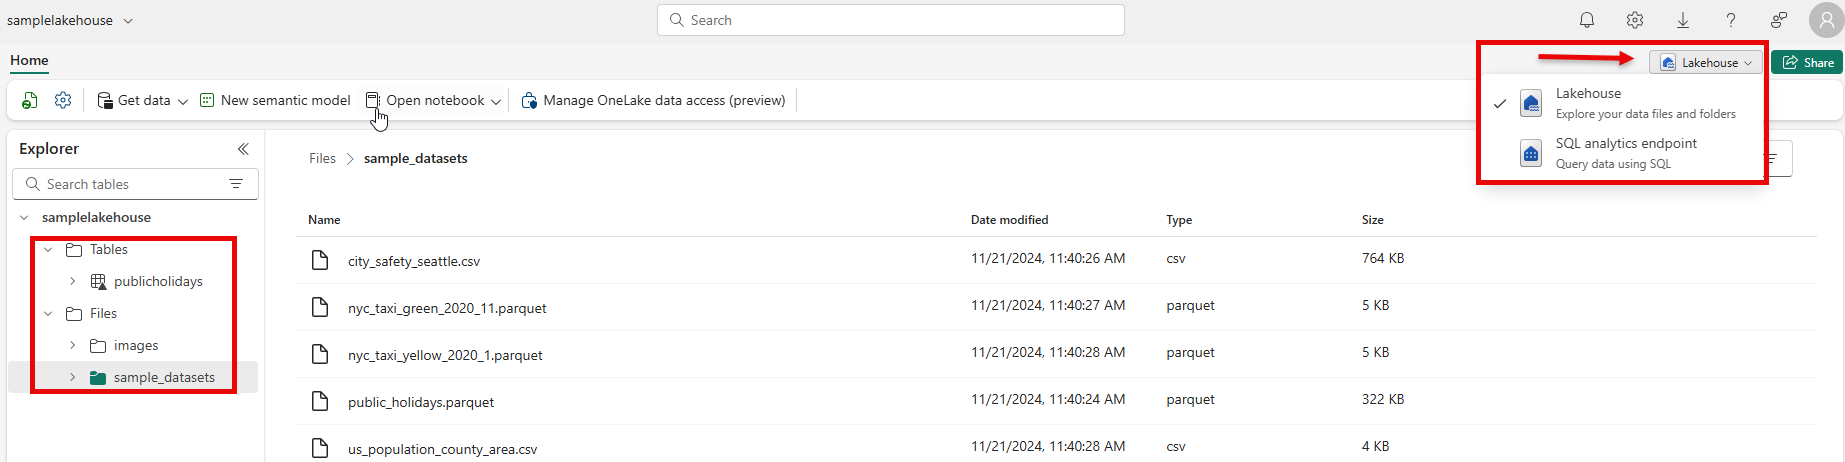 samplelakehouse
Search
Home
Lakehouse
Share
Get data
New semantic model
Open notebook
Manage OneLake data access (preview)
Lakehouse
Explore your data files and folders
SQL analytics endpoint
Query data using SQL
Explorer
Search tables
samplelakehouse
Tables
publicholidays
Files
images
sample_datasets
Files > sample_datasets
Name Date modified Type Size
city_safety_seattle.csv 11/21/2024, 11:40:26 AM csv 764 KB
nyc_taxi_green_2020_11.parquet 11/21/2024, 11:40:27 AM parquet 5 KB
nyc_taxi_yellow_2020_1.parquet 11/21/2024, 11:40:28 AM parquet 5 KB
public_holidays.parquet 11/21/2024, 11:40:24 AM parquet 322 KB
us_population_county_area.csv 11/21/2024, 11:40:28 AM csv 4 KB